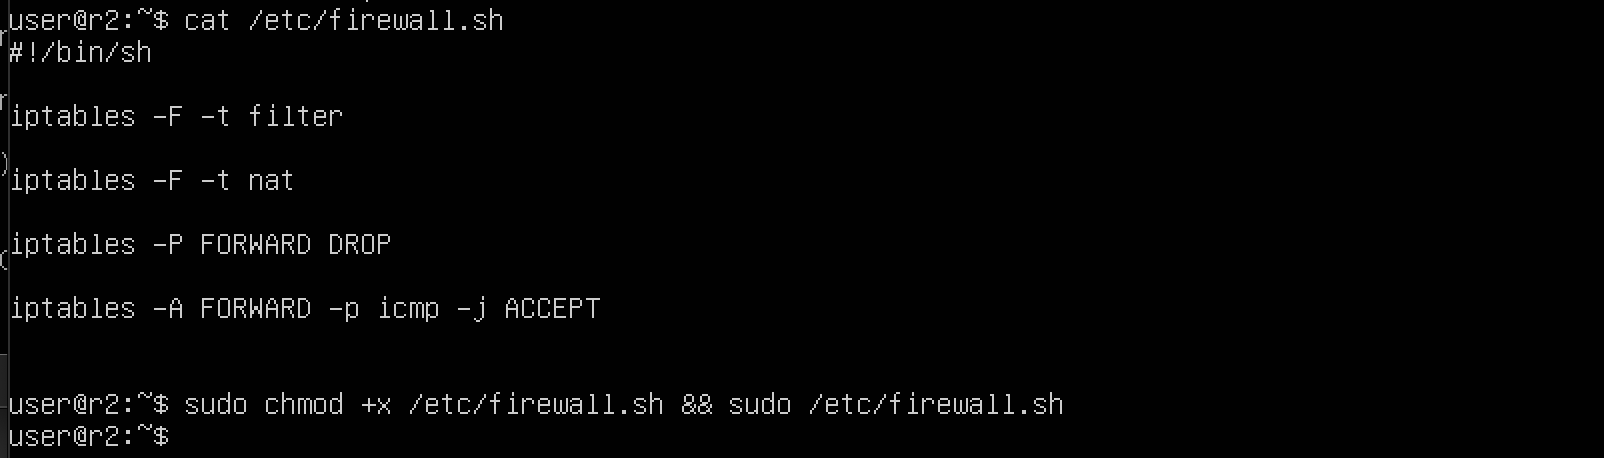 user@r2:~$ cat /etc/firewall.sh
#!/bin/sh
iptables -F -t filter
iptables -F -t nat
iptables -P FORWARD DROP
iptables -A FORWARD -p icmp -j ACCEPT
user@r2:~$ sudo chmod +x /etc/firewall.sh && sudo /etc/firewall.sh
user@r2:~$